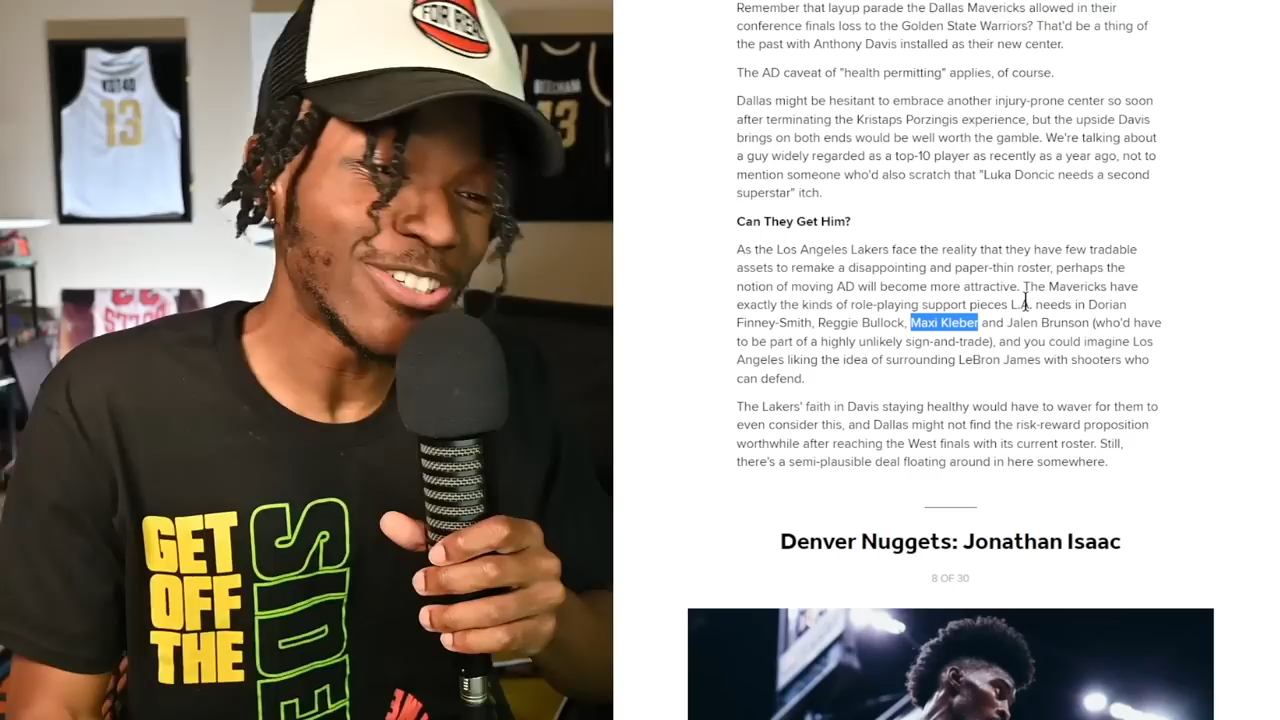 FOR REAL
13
13
GET
OFF
THE
SIDE
Remember that layup parade the Dallas Mavericks allowed in their
conference finals loss to the Golden State Warriors? That'd be a thing of
the past with Anthony Davis installed as their new center.
The AD caveat of "health permitting" applies, of course.
Dallas might be hesitant to embrace another injury-prone center so soon
after terminating the Kristaps Porzingis experience, but the upside Davis
brings on both ends would be well worth the gamble. We're talking about
a guy widely regarded as a top-10 player as recently as a year ago, not to
mention someone who'd also scratch that "Luka Doncic needs a second
superstar" itch.
Can They Get Him?
As the Los Angeles Lakers face the reality that they have few tradable
assets to remake a disappointing and paper-thin roster, perhaps the
notion of moving AD will become more attractive. The Mavericks have
exactly the kinds of role-playing support pieces L.A. needs in Dorian
Finney-Smith, Reggie Bullock, Maxi Kleber and Jalen Brunson (who'd have
to be part of a highly unlikely sign-and-trade), and you could imagine Los
Angeles liking the idea of surrounding LeBron James with shooters who
can defend.
The Lakers' faith in Davis staying healthy would have to waver for them to
even consider this, and Dallas might not find the risk-reward proposition
worthwhile after reaching the West finals with its current roster. Still,
there's a semi-plausible deal floating around in here somewhere.
Denver Nuggets: Jonathan Isaac
8 OF 30